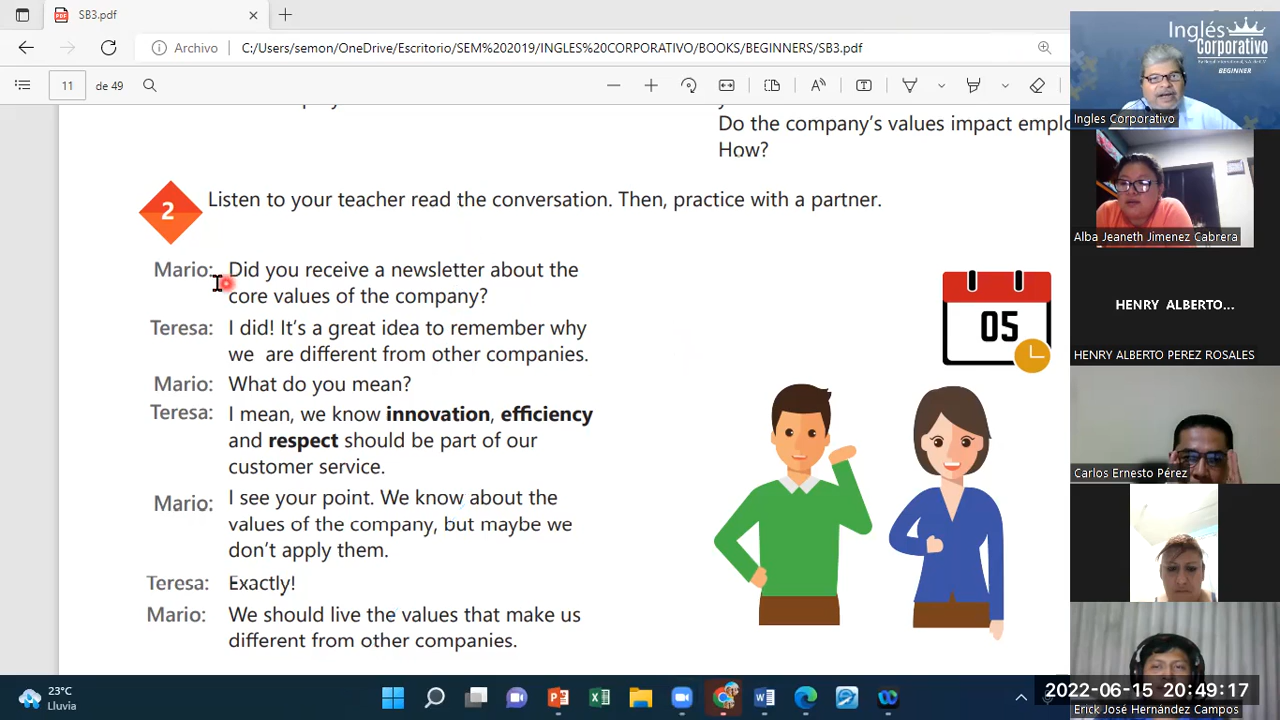 SB3.pdf
Archivo
C:/Users/semon/OneDrive/Escritorio/SEM%202019/INGLES%20CORPORATIVO/BOOKS/BEGINNERS/SB3.pdf
11
de 49
Do the company's values impact emplo
How?
2
Listen to your teacher read the conversation. Then, practice with a partner.
Mario: Did you receive a newsletter about the
core values of the company?
Teresa: I did! It's a great idea to remember why
we are different from other companies.
Mario: What do you mean?
Teresa: I mean, we know innovation, efficiency
and respect should be part of our
customer service.
Mario: I see your point. We know about the
values of the company, but maybe we
don't apply them.
Teresa: Exactly!
Mario: We should live the values that make us
different from other companies.
05
Inglés
Corporativo
BEGINNER
Ingles Corporativo
Alba Jeaneth Jimenez Cabrera
HENRY ALBERTO...
HENRY ALBERTO PEREZ ROSALES
Carlos Ernesto Pérez
Erick José Hernández Campos
23°C
Lluvia
2022-06-15 20:49:17